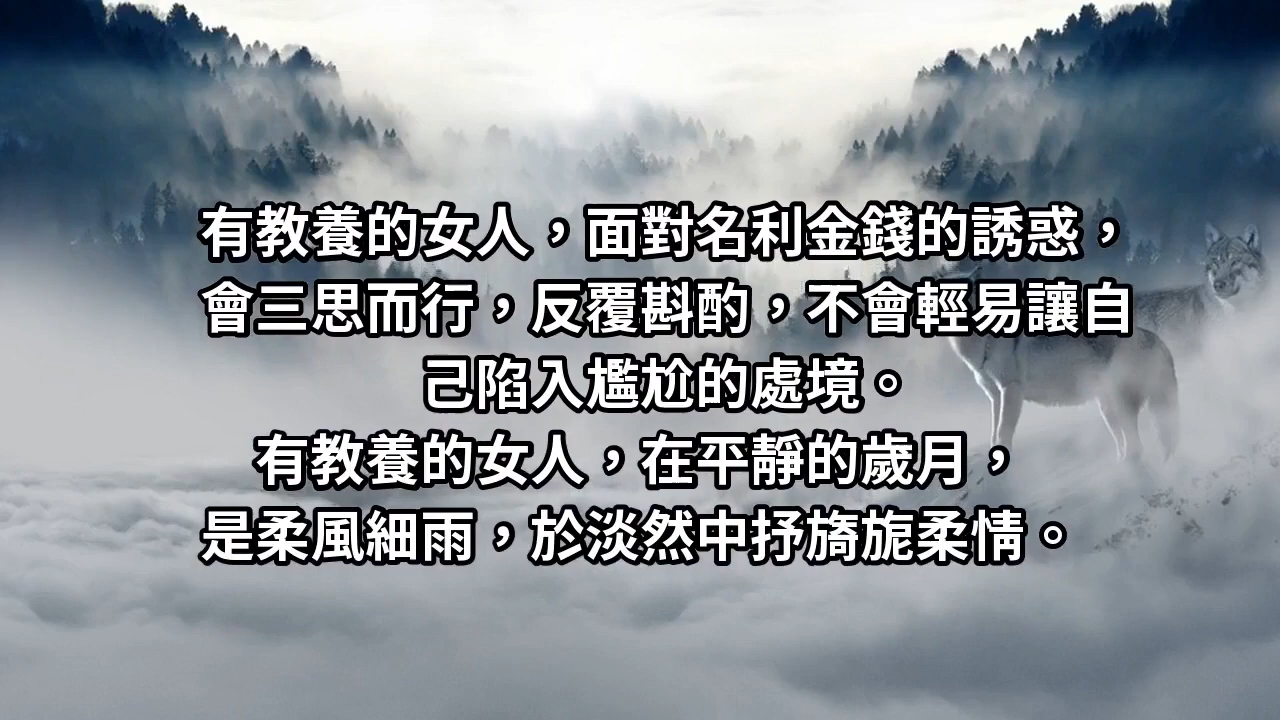 有教養的女人，面對名利金錢的誘惑，
會三思而行，反覆斟酌，不會輕易讓自
己陷入尷尬的處境。
有教養的女人，在平靜的歲月，
是柔風細雨，於淡然中抒旖旎柔情。